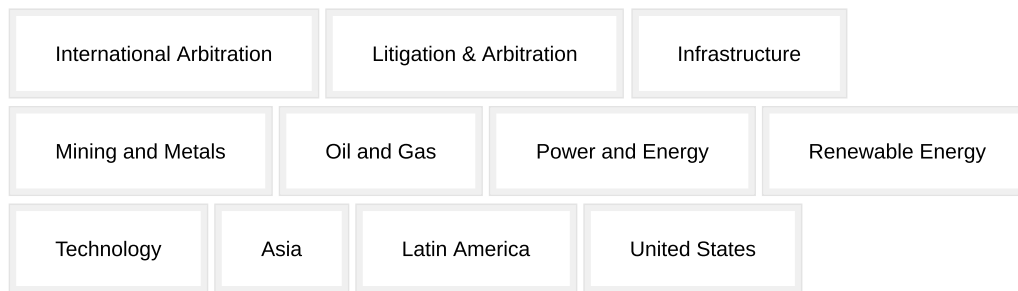 International Arbitration Litigation & Arbitration Infrastructure
Mining and Metals Oil and Gas Power and Energy Renewable Energy
Technology Asia Latin America United States